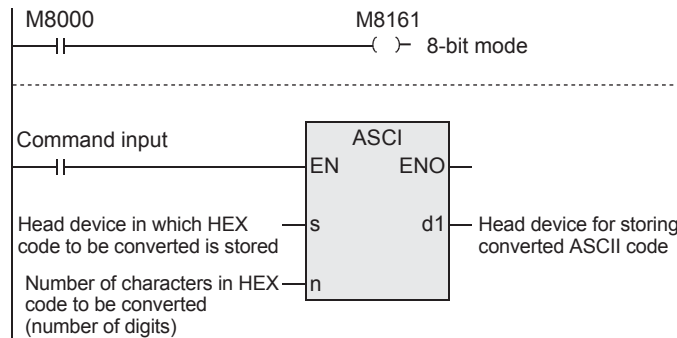 M8000 M8161
8-bit mode
Command input
ASCI
EN ENO
Head device in which HEX
code to be converted is stored
s d1
Head device for storing
converted ASCII code
Number of characters in HEX
code to be converted
(number of digits)
n